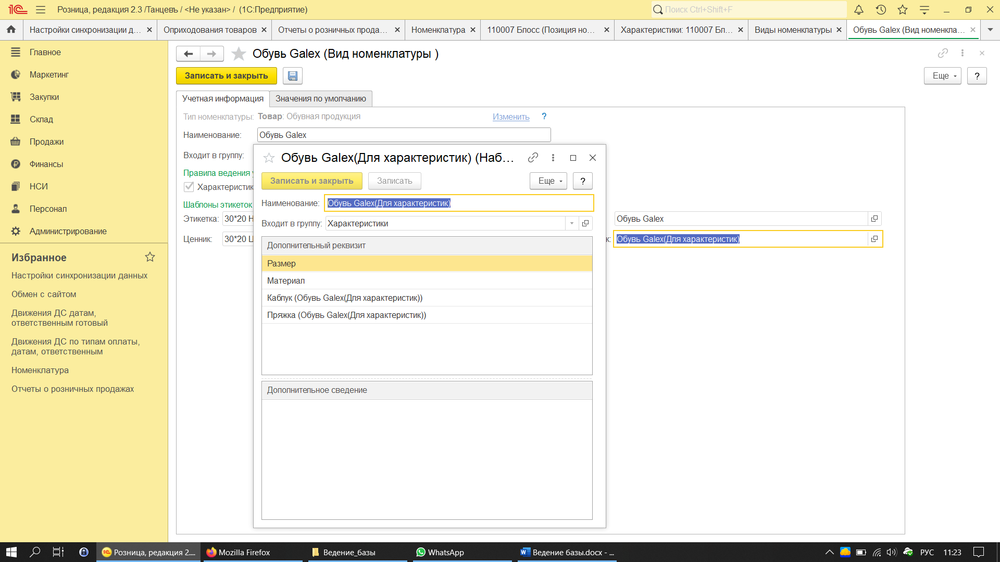 Розница, редакция 2.3 /Танцевъ / <Не указан> / (1С:Предприятие)
Поиск Ctrl+Shift+F
Настройки синхронизации д...
Оприходования товаров
Отчеты о розничных прода...
Номенклатура
110007 Блосс (Позиция но...
Характеристики: 110007 Бл...
Виды номенклатуры
Обувь Galex (Вид номенкла...
Главное
Маркетинг
Закупки
Склад
Продажи
Финансы
НСИ
Персонал
Администрирование
Избранное
Настройки синхронизации данных
Обмен с сайтом
Движения ДС датам,
ответственным готовый
Движения ДС по типам оплаты,
датам, ответственным
Номенклатура
Отчеты о розничных продажах
Обувь Galex (Вид номенклатуры )
Записать и закрыть
Еще
?
Учетная информация
Значения по умолчанию
Тип номенклатуры: Товар: Обувная продукция
Изменить
?
Наименование: Обувь Galex
Входит в группу:
Правила ведения у
Характеристик
Шаблоны этикеток
Этикетка: 30*20 Н
Обувь Galex
Ценник: 30*20 Ц
к: Обувь Galex(Для характеристик)
Обувь Galex(Для характеристик) (Наб...
Записать и закрыть
Записать
Еще
?
Наименование: Обувь Galex(Для характеристик)
Входит в группу: Характеристики
Дополнительный реквизит
Размер
Материал
Каблук (Обувь Galex(Для характеристик))
Пряжка (Обувь Galex(Для характеристик))
Дополнительное сведение
Розница, редакция 2....
Mozilla Firefox
Ведение_базы
WhatsApp
Ведение базы.docx - ...
РУС
11:23